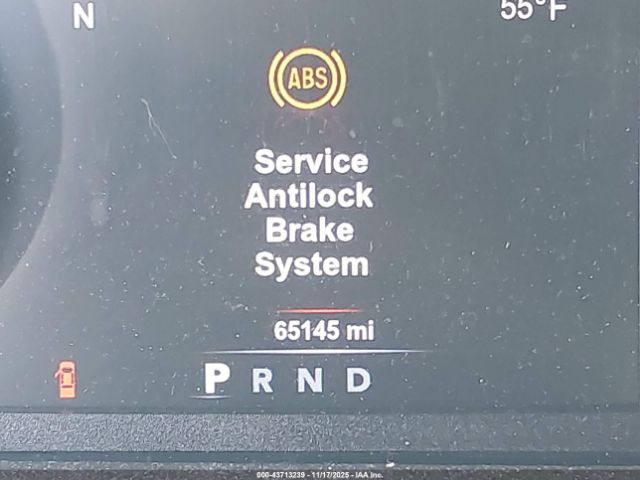 N
55°F
ABS
Service
Antilock
Brake
System
65145 mi
P R N D
000-43713239 - 11/17/2025 - IAA Inc.